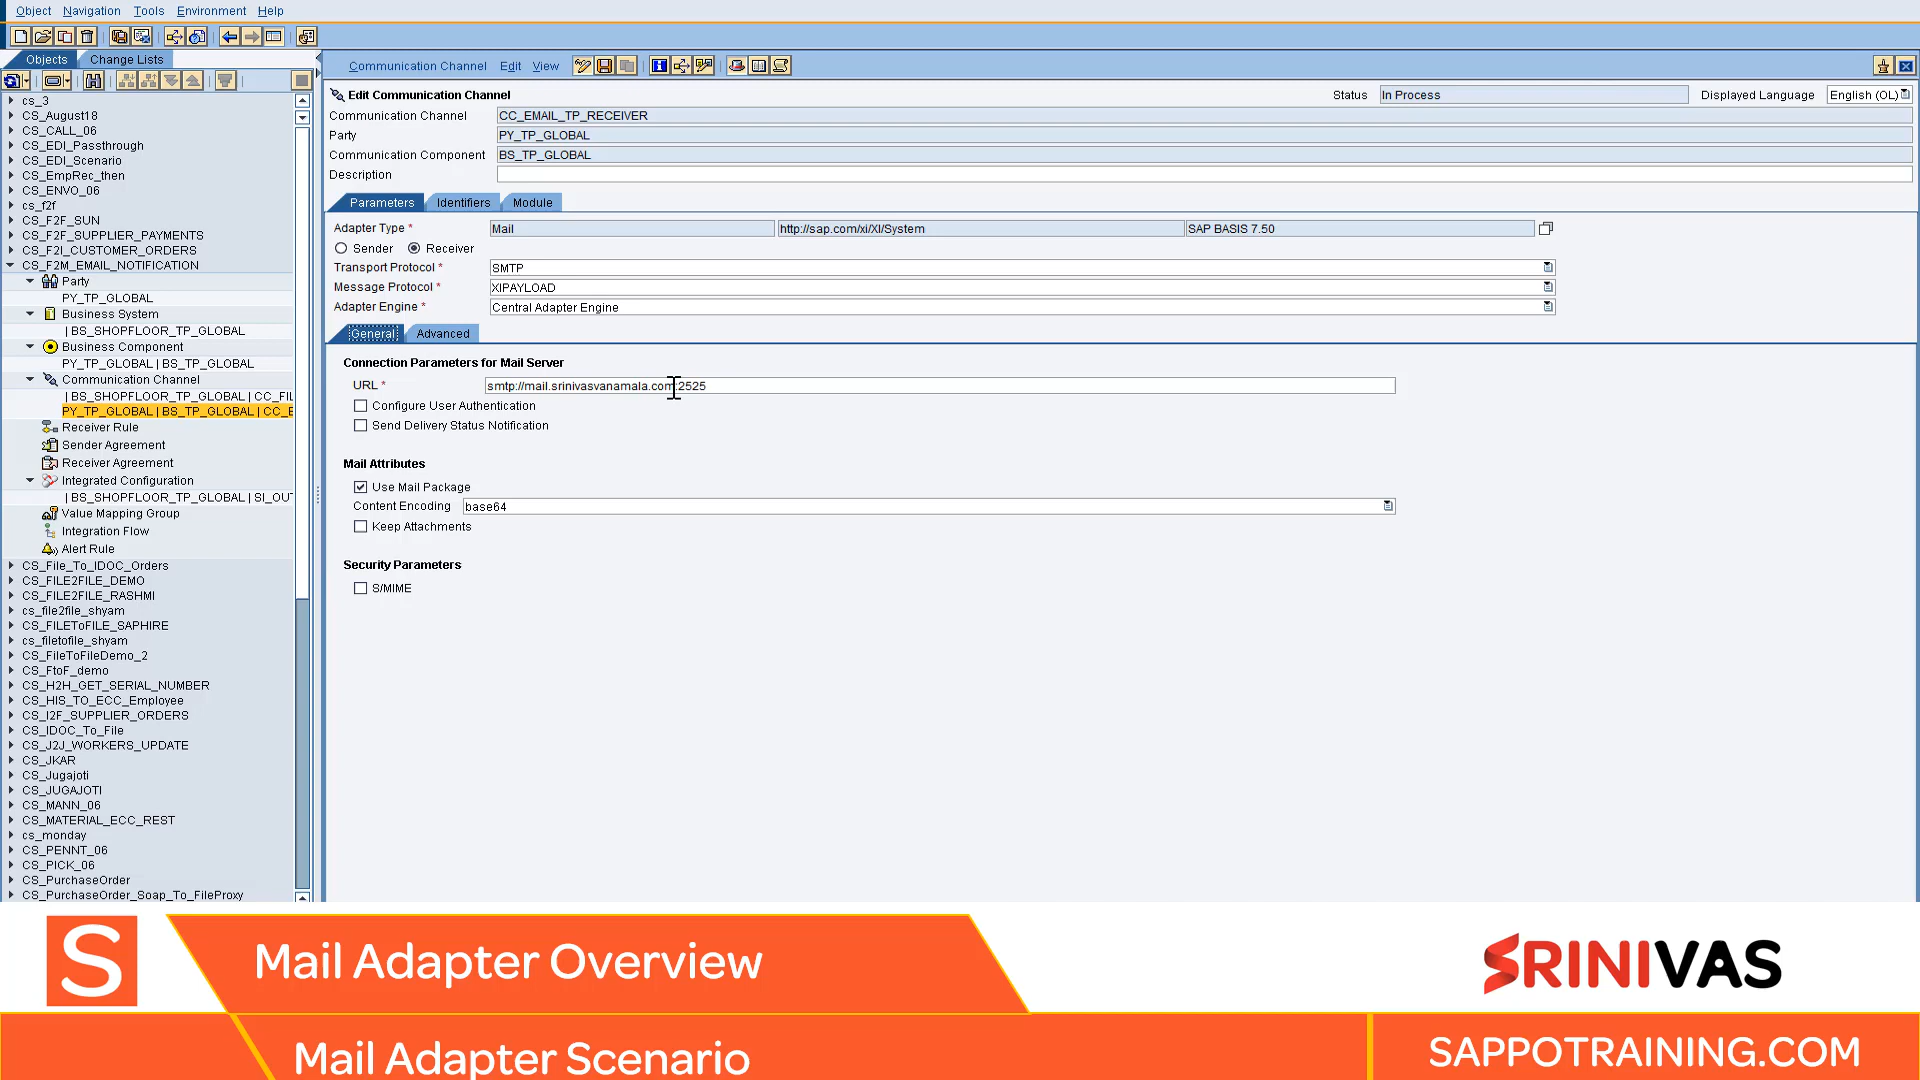 Object Navigation Tools Environment Help
Objects Change Lists
cs_3
CS_August18
CS_CALL_06
CS_EDI_Passthrough
CS_EDI_Scenario
CS_EmpRec_then
CS_ENVO_06
cs_f2f
CS_F2F_SUN
CS_F2F_SUPPLIER_PAYMENTS
CS_F2I_CUSTOMER_ORDERS
CS_F2M_EMAIL_NOTIFICATION
Party
PY_TP_GLOBAL
Business System
| BS_SHOPFLOOR_TP_GLOBAL
Business Component
PY_TP_GLOBAL | BS_TP_GLOBAL
Communication Channel
| BS_SHOPFLOOR_TP_GLOBAL | CC_FIL
PY_TP_GLOBAL | BS_TP_GLOBAL | CC_E
Receiver Rule
Sender Agreement
Receiver Agreement
Integrated Configuration
| BS_SHOPFLOOR_TP_GLOBAL | SI_OUT
Value Mapping Group
Integration Flow
Alert Rule
CS_File_To_IDOC_Orders
CS_FILE2FILE_DEMO
CS_FILE2FILE_RASHMI
cs_file2file_shyam
CS_FILEToFILE_SAPHIRE
cs_filetofile_shyam
CS_FileToFileDemo_2
CS_FtoF_demo
CS_H2H_GET_SERIAL_NUMBER
CS_HIS_TO_ECC_Employee
CS_I2F_SUPPLIER_ORDERS
CS_IDOC_To_File
CS_J2J_WORKERS_UPDATE
CS_JKAR
CS_Jugajoti
CS_JUGAJOTI
CS_MANN_06
CS_MATERIAL_ECC_REST
cs_monday
CS_PENNT_06
CS_PICK_06
CS_PurchaseOrder
CS_PurchaseOrder_Soap_To_FileProxy
Communication Channel Edit View
Edit Communication Channel Status In Process Displayed Language English (OL)
Communication Channel CC_EMAIL_TP_RECEIVER
Party PY_TP_GLOBAL
Communication Component BS_TP_GLOBAL
Description
Parameters Identifiers Module
Adapter Type * Mail http://sap.com/xi/XI/System SAP BASIS 7.50
Sender Receiver
Transport Protocol * SMTP
Message Protocol * XIPAYLOAD
Adapter Engine * Central Adapter Engine
General Advanced
Connection Parameters for Mail Server
URL * smtp://mail.srinivasvanamala.com:2525
Configure User Authentication
Send Delivery Status Notification
Mail Attributes
Use Mail Package
Content Encoding base64
Keep Attachments
Security Parameters
S/MIME
S
Mail Adapter Overview
SRINIVAS
Mail Adapter Scenario
SAPPOTRAINING.COM